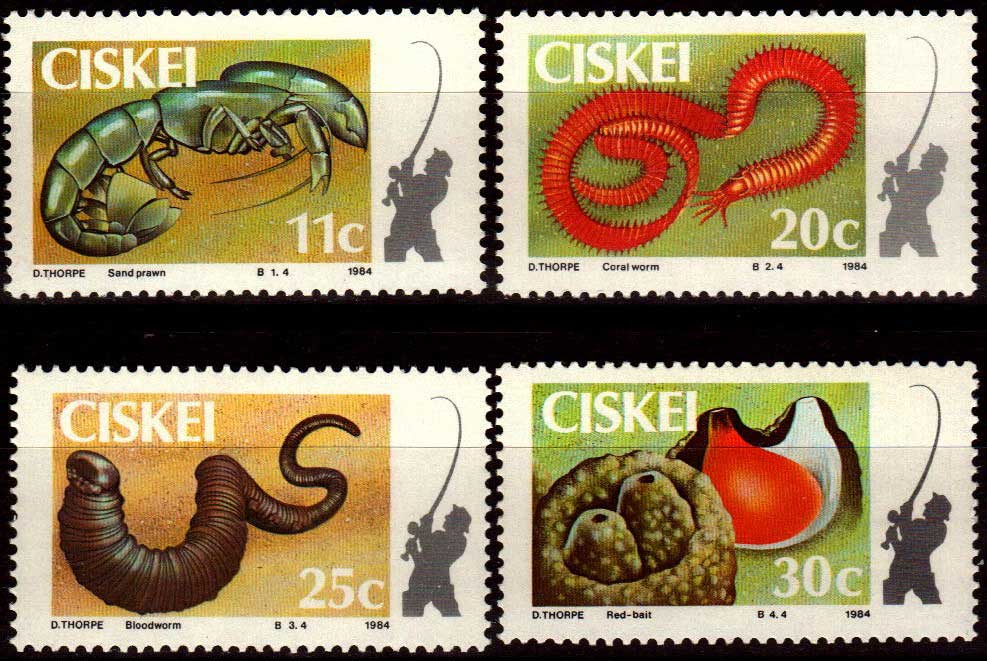 CISKEI
11c
D.THORPE Sand prawn B 1. 4 1984
CISKEI
20c
D.THORPE Coral worm B 2. 4 1984
CISKEI
25c
D.THORPE Bloodworm B 3. 4 1984
CISKEI
30c
D.THORPE Red-bait B 4. 4 1984